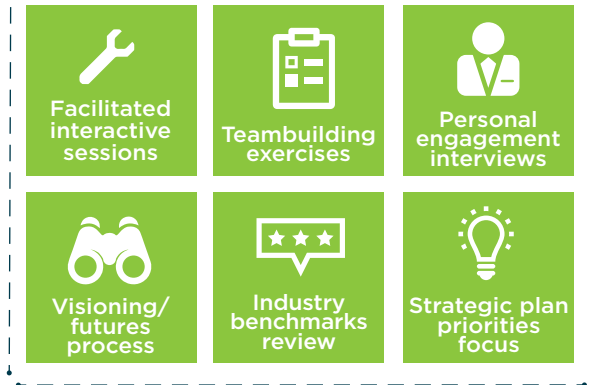 Facilitated
interactive
sessions
Teambuilding
exercises
Personal
engagement
interviews
Visioning/
futures
process
Industry
benchmarks
review
Strategic plan
priorities
focus